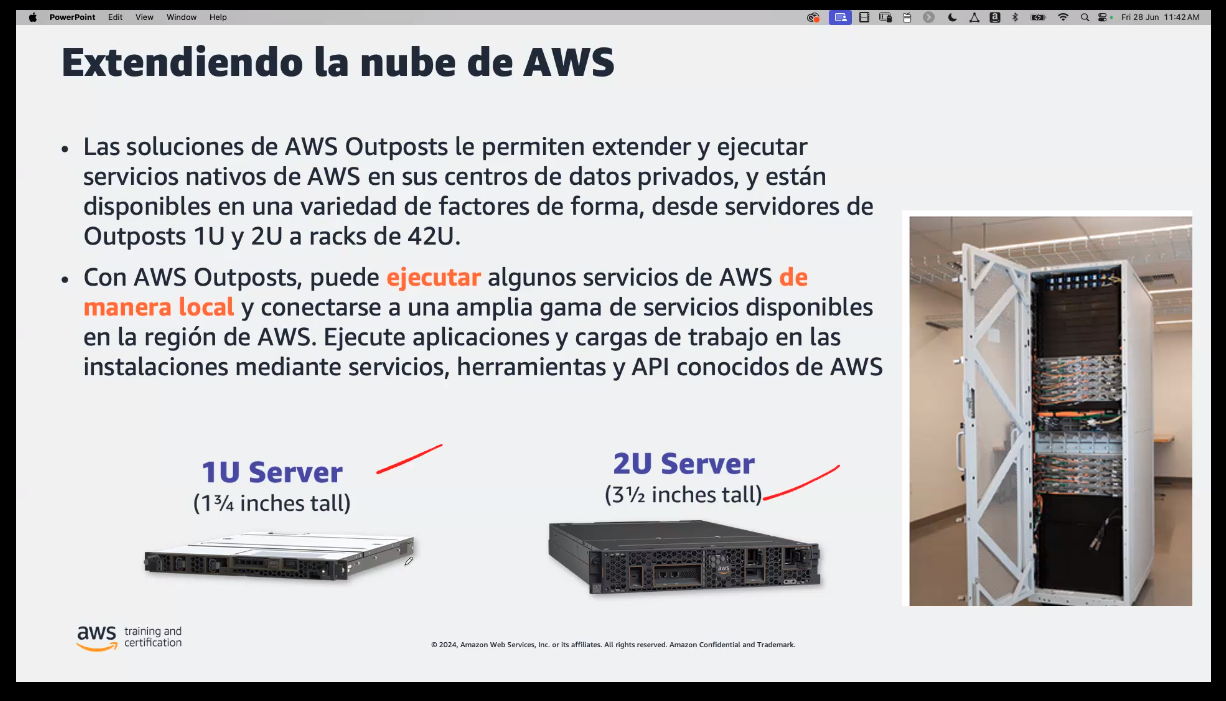 PowerPoint Edit View Window Help Fri 28 Jun 11:42 AM
Extendiendo la nube de AWS
• Las soluciones de AWS Outposts le permiten extender y ejecutar
servicios nativos de AWS en sus centros de datos privados, y están
disponibles en una variedad de factores de forma, desde servidores de
Outposts 1U y 2U a racks de 42U.
• Con AWS Outposts, puede ejecutar algunos servicios de AWS de
manera local y conectarse a una amplia gama de servicios disponibles
en la región de AWS. Ejecute aplicaciones y cargas de trabajo en las
instalaciones mediante servicios, herramientas y API conocidos de AWS
1U Server
(1¾ inches tall)
2U Server
(3½ inches tall)
aws
aws training and
certification
© 2024, Amazon Web Services, Inc. or its affiliates. All rights reserved. Amazon Confidential and Trademark.